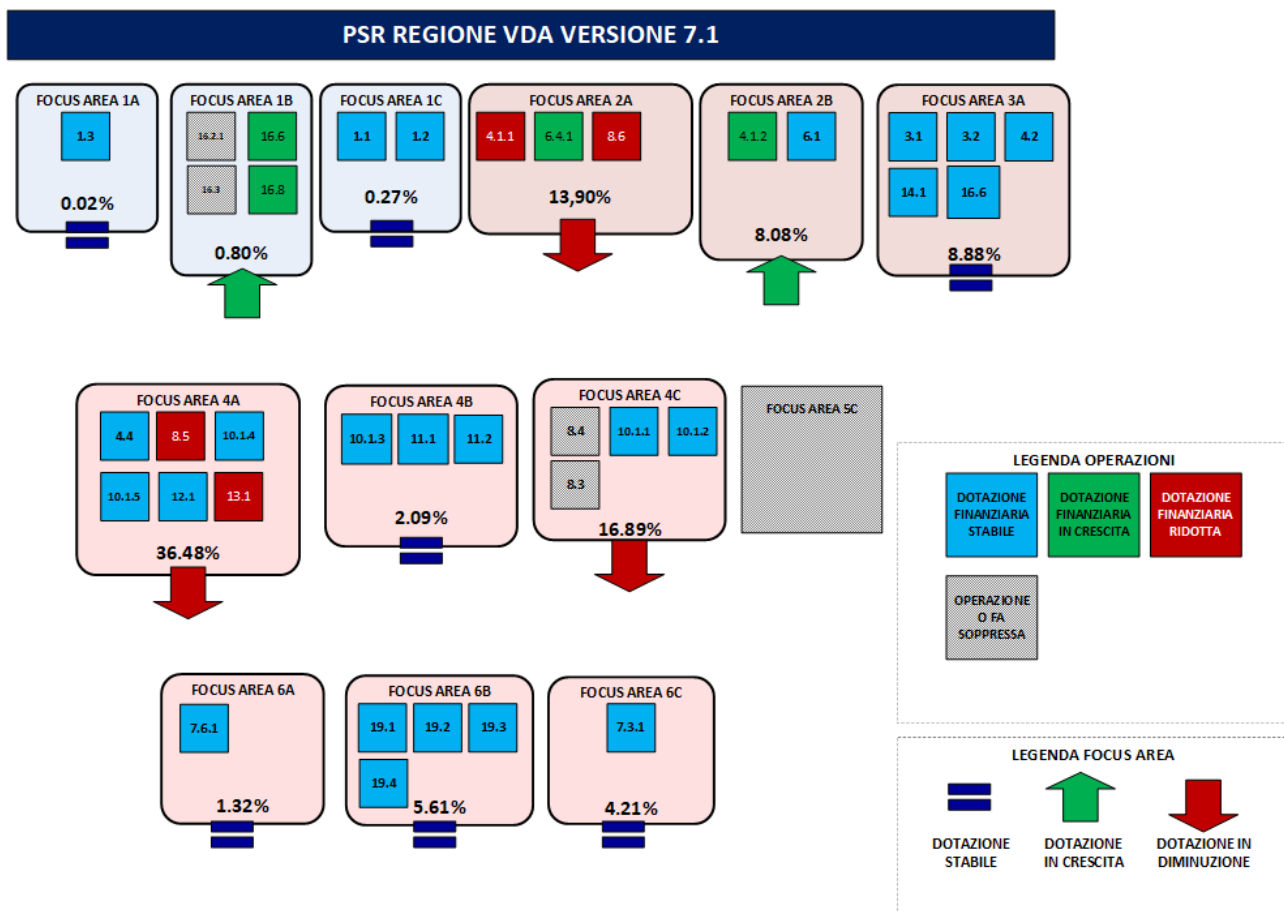 PSR REGIONE VDA VERSIONE 7.1
FOCUS AREA 1A
1.3
0.02%
FOCUS AREA 1B
16.2.1
16.6
16.3
16.8
0.80%
FOCUS AREA 1C
1.1
1.2
0.27%
FOCUS AREA 2A
4.1.1
6.4.1
8.6
13,90%
FOCUS AREA 2B
4.1.2
6.1
8.08%
FOCUS AREA 3A
3.1
3.2
4.2
14.1
16.6
8.88%
FOCUS AREA 4A
4.4
8.5
10.1.4
10.1.5
12.1
13.1
36.48%
FOCUS AREA 4B
10.1.3
11.1
11.2
2.09%
FOCUS AREA 4C
8.4
10.1.1
10.1.2
8.3
16.89%
FOCUS AREA 5C
LEGENDA OPERAZIONI
DOTAZIONE
FINANZIARIA
STABILE
DOTAZIONE
FINANZIARIA
IN CRESCITA
DOTAZIONE
FINANZIARIA
RIDOTTA
OPERAZIONE
O FA
SOPPRESSA
FOCUS AREA 6A
7.6.1
1.32%
FOCUS AREA 6B
19.1
19.2
19.3
19.4
5.61%
FOCUS AREA 6C
7.3.1
4.21%
LEGENDA FOCUS AREA
DOTAZIONE
STABILE
DOTAZIONE
IN CRESCITA
DOTAZIONE IN
DIMINUZIONE